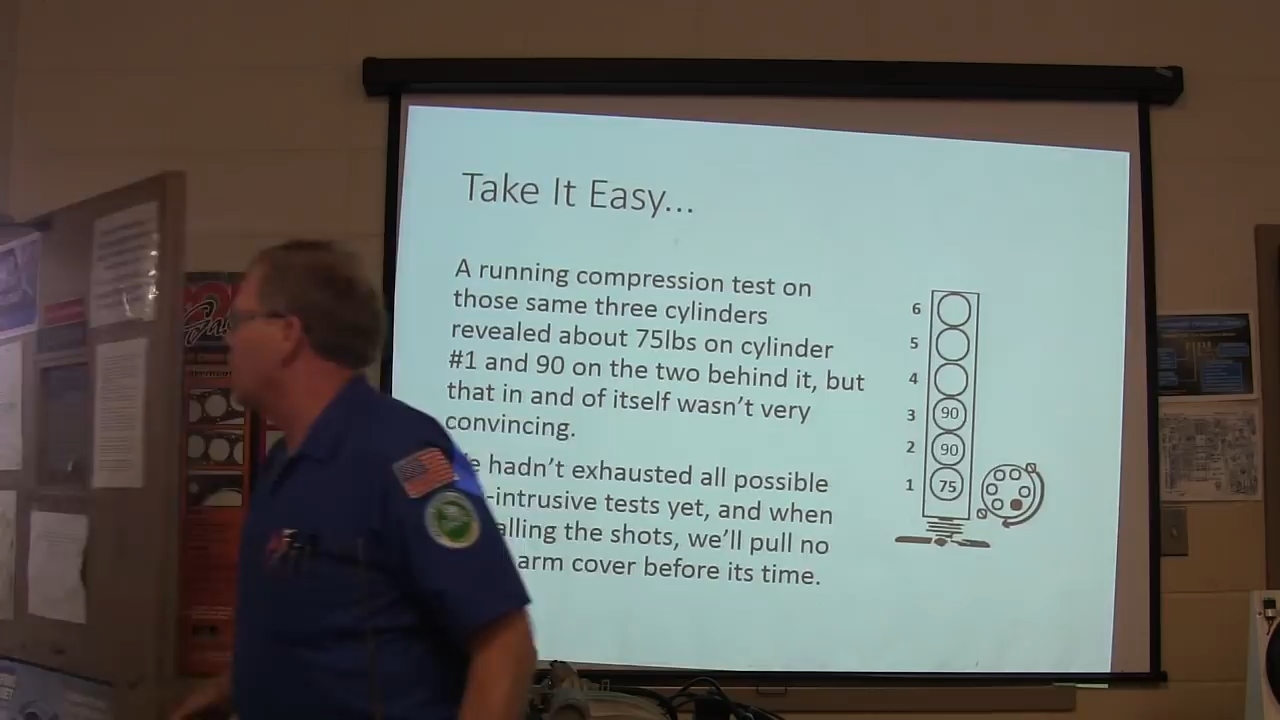 Take It Easy...
A running compression test on
those same three cylinders
revealed about 75lbs on cylinder
#1 and 90 on the two behind it, but
that in and of itself wasn't very
convincing.
hadn't exhausted all possible
-intrusive tests yet, and when
the shots, we'll pull no
arm cover before its time.
6
5
4
3 90
2 90
1 75